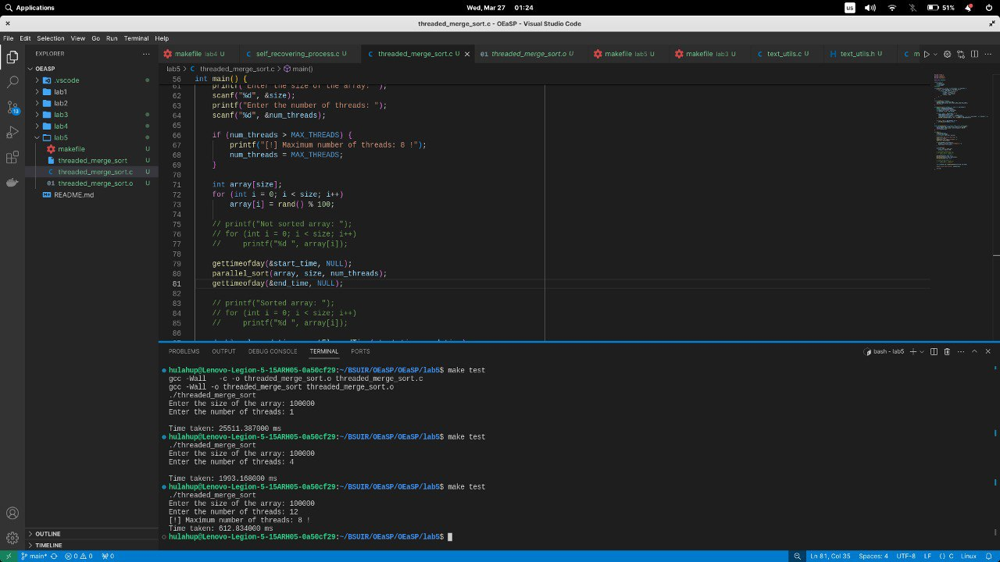 Applications
Wed, Mar 27 01:24
us
51%
threaded_merge_sort.c - OEaSP - Visual Studio Code
File Edit Selection View Go Run Terminal Help
EXPLORER
makefile lab4 U
self_recovering_process.c U
threaded_merge_sort.c U
threaded_merge_sort.o U
makefile lab5 U
makefile lab3 U
text_utils.c U
text_utils.h U
m
OEASP
.vscode
lab1
lab2
lab3
lab4
lab5
makefile U
threaded_merge_sort U
threaded_merge_sort.c U
threaded_merge_sort.o U
README.md
13
lab5 > C threaded_merge_sort.c > main()
56 int main() {
61 printf("Enter the size of the array: ");
62 scanf("%d", &size);
63 printf("Enter the number of threads: ");
64 scanf("%d", &num_threads);
65
66 if (num_threads > MAX_THREADS) {
67 printf("[!] Maximum number of threads: 8 !");
68 num_threads = MAX_THREADS;
69 }
70
71 int array[size];
72 for (int i = 0; i < size; i++)
73 array[i] = rand() % 100;
74
75 // printf("Not sorted array: ");
76 // for (int i = 0; i < size; i++)
77 // printf("%d ", array[i]);
78
79 gettimeofday(&start_time, NULL);
80 parallel_sort(array, size, num_threads);
81 gettimeofday(&end_time, NULL);
82
83 // printf("Sorted array: ");
84 // for (int i = 0; i < size; i++)
85 // printf("%d ", array[i]);
86
PROBLEMS OUTPUT DEBUG CONSOLE TERMINAL PORTS
bash - lab5
hulahup@Lenovo-Legion-5-15ARH05-0a50cf29:~/BSUIR/OEaSP/OEaSP/lab5$ make test
gcc -Wall -c -o threaded_merge_sort.o threaded_merge_sort.c
gcc -Wall -o threaded_merge_sort threaded_merge_sort.o
./threaded_merge_sort
Enter the size of the array: 100000
Enter the number of threads: 1
Time taken: 25511.387000 ms
hulahup@Lenovo-Legion-5-15ARH05-0a50cf29:~/BSUIR/OEaSP/OEaSP/lab5$ make test
./threaded_merge_sort
Enter the size of the array: 100000
Enter the number of threads: 4
Time taken: 1993.168000 ms
hulahup@Lenovo-Legion-5-15ARH05-0a50cf29:~/BSUIR/OEaSP/OEaSP/lab5$ make test
./threaded_merge_sort
Enter the size of the array: 100000
Enter the number of threads: 12
[!] Maximum number of threads: 8 !
Time taken: 612.834000 ms
hulahup@Lenovo-Legion-5-15ARH05-0a50cf29:~/BSUIR/OEaSP/OEaSP/lab5$
OUTLINE
TIMELINE
main* 0 0 0
Ln 81, Col 35 Spaces: 4 UTF-8 LF {} C Linux